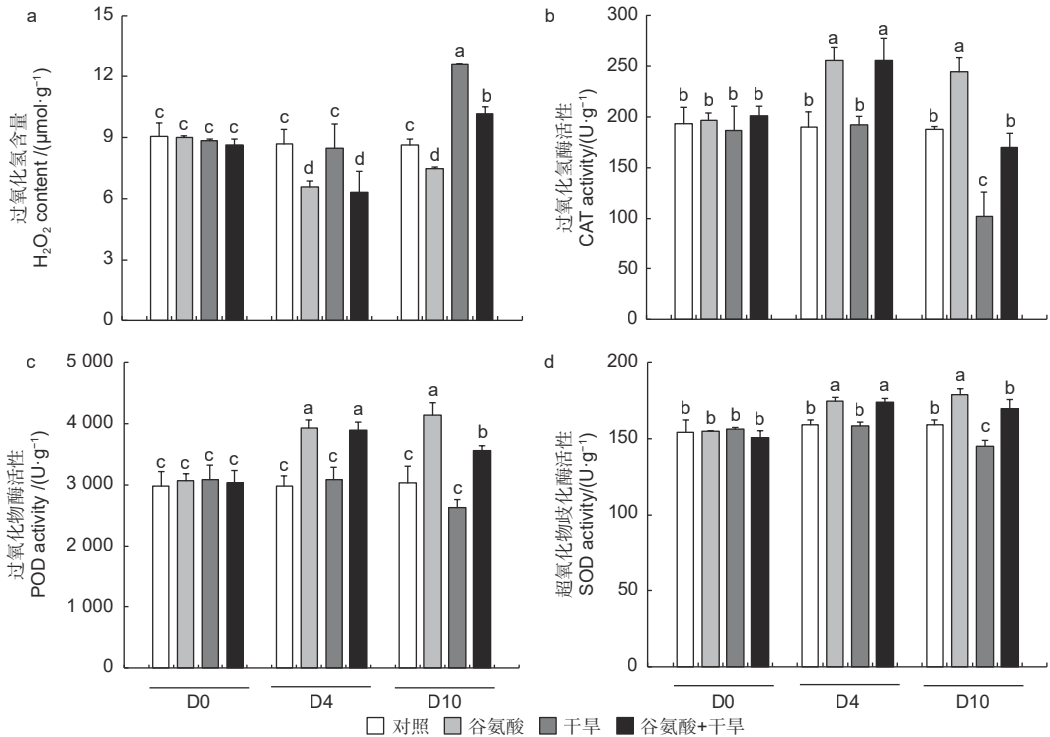 a
过氧化氢含量
H₂O₂ content /(μmol·g⁻¹)
15
12
9
6
3
0
c c c c
c d c d
c d a b
b
过氧化氢酶活性
CAT activity/(U·g⁻¹)
300
250
200
150
100
50
0
b b b b
b a b a
b a c b
c
过氧化物酶活性
POD activity /(U·g⁻¹)
5 000
4 000
3 000
2 000
1 000
0
c c c c
c a c a
c a c b
D0 D4 D10
d
超氧化物歧化酶活性
SOD activity/(U·g⁻¹)
200
150
100
50
0
b b b b
b a b a
b a c b
D0 D4 D10
对照 谷氨酸 干旱 谷氨酸+干旱